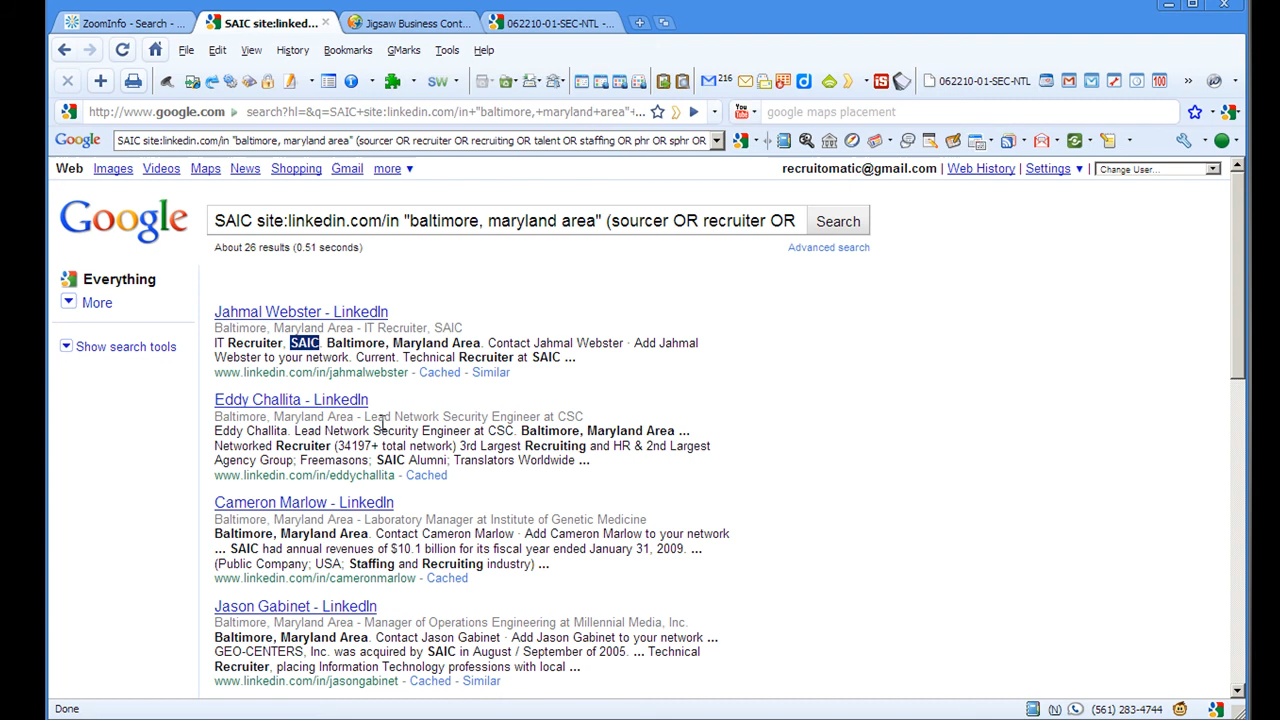 ZoomInfo - Search - ...
SAIC site:linked...
Jigsaw Business Cont...
062210-01-SEC-NTL - ...
File Edit View History Bookmarks GMarks Tools Help
SW
216
062210-01-SEC-NTL
100
http://www.google.com search?hl=&q=SAIC+site:linkedin.com/in+"baltimore,+maryland+area"+...
You Tube
google maps placement
Google
SAIC site:linkedin.com/in "baltimore, maryland area" (sourcer OR recruiter OR recruiting OR talent OR staffing OR phr OR sphr OR
Web Images Videos Maps News Shopping Gmail more ▼
recruitomatic@gmail.com | Web History | Settings ▼ | Change User...
Google
SAIC site:linkedin.com/in "baltimore, maryland area" (sourcer OR recruiter OR
Search
About 26 results (0.51 seconds)
Advanced search
Everything
More
Show search tools
Jahmal Webster - LinkedIn
Baltimore, Maryland Area - IT Recruiter, SAIC
IT Recruiter, SAIC. Baltimore, Maryland Area. Contact Jahmal Webster · Add Jahmal
Webster to your network. Current. Technical Recruiter at SAIC ...
www.linkedin.com/in/jahmalwebster - Cached - Similar
Eddy Challita - LinkedIn
Baltimore, Maryland Area - Lead Network Security Engineer at CSC
Eddy Challita. Lead Network Security Engineer at CSC. Baltimore, Maryland Area ...
Networked Recruiter (34197+ total network) 3rd Largest Recruiting and HR & 2nd Largest
Agency Group; Freemasons; SAIC Alumni; Translators Worldwide ...
www.linkedin.com/in/eddychallita - Cached
Cameron Marlow - LinkedIn
Baltimore, Maryland Area - Laboratory Manager at Institute of Genetic Medicine
Baltimore, Maryland Area. Contact Cameron Marlow · Add Cameron Marlow to your network
... SAIC had annual revenues of $10.1 billion for its fiscal year ended January 31, 2009. ...
(Public Company; USA; Staffing and Recruiting industry) ...
www.linkedin.com/in/cameronmarlow - Cached
Jason Gabinet - LinkedIn
Baltimore, Maryland Area - Manager of Operations Engineering at Millennial Media, Inc.
Baltimore, Maryland Area. Contact Jason Gabinet · Add Jason Gabinet to your network ...
GEO-CENTERS, Inc. was acquired by SAIC in August / September of 2005. ... Technical
Recruiter, placing Information Technology professions with local ...
www.linkedin.com/in/jasongabinet - Cached - Similar
Done
(561) 283-4744